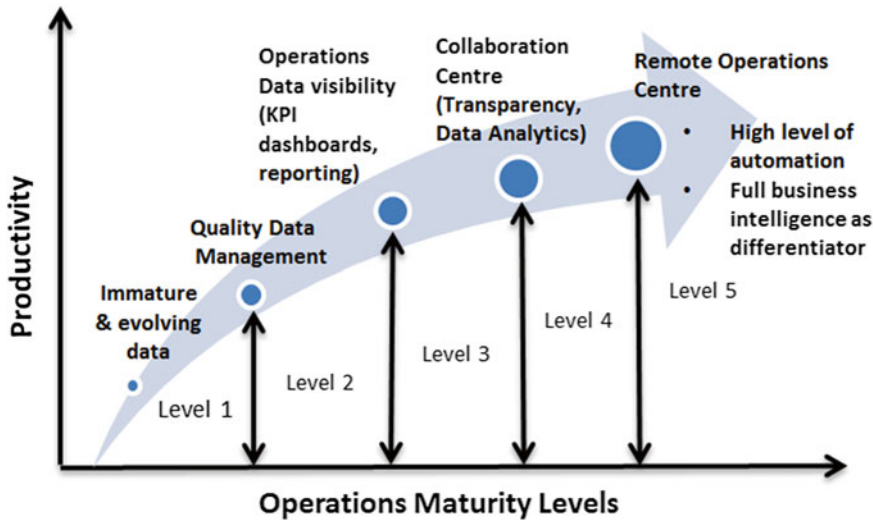 Productivity
Immature
& evolving
data
Quality Data
Management
Operations
Data visibility
(KPI
dashboards,
reporting)
Collaboration
Centre
(Transparency,
Data Analytics)
Remote Operations
Centre
• High level of
automation
• Full business
intelligence as
differentiator
Level 1
Level 2
Level 3
Level 4
Level 5
Operations Maturity Levels